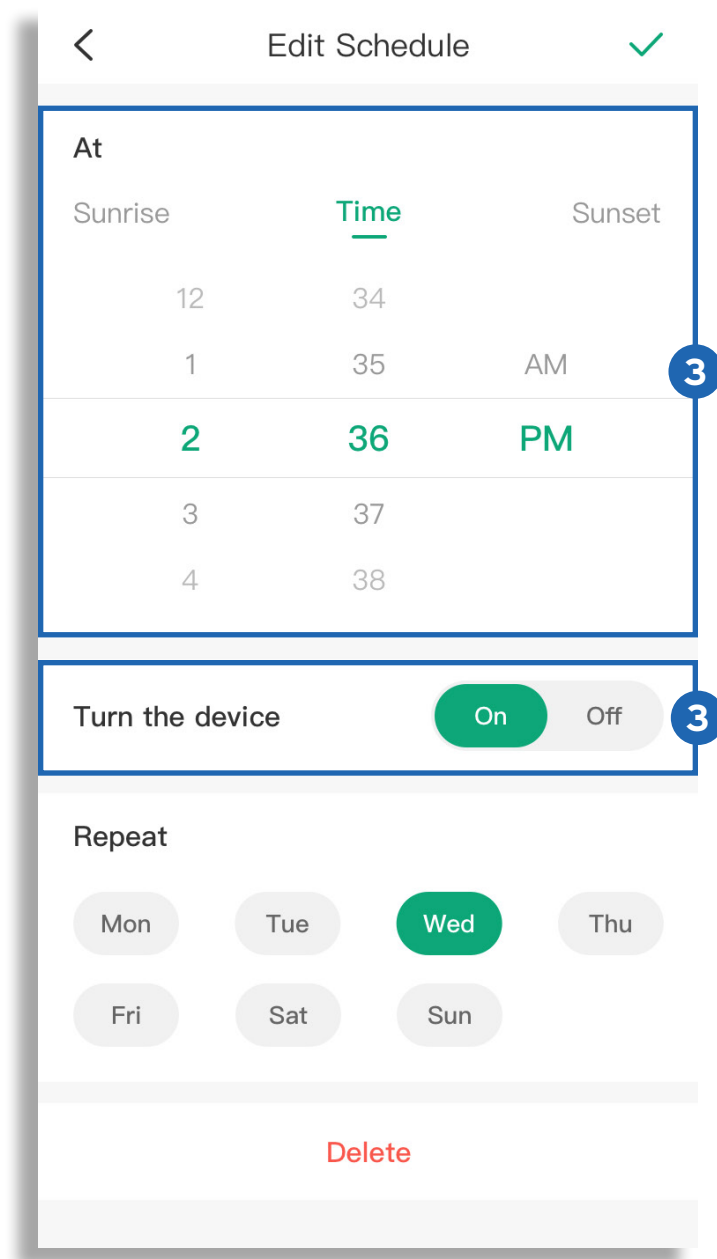 Edit Schedule
At
Sunrise Time Sunset
12 34
1 35 AM
3
2 36 PM
3 37
4 38
Turn the device On Off 3
Repeat
Mon Tue Wed Thu
Fri Sat Sun
Delete